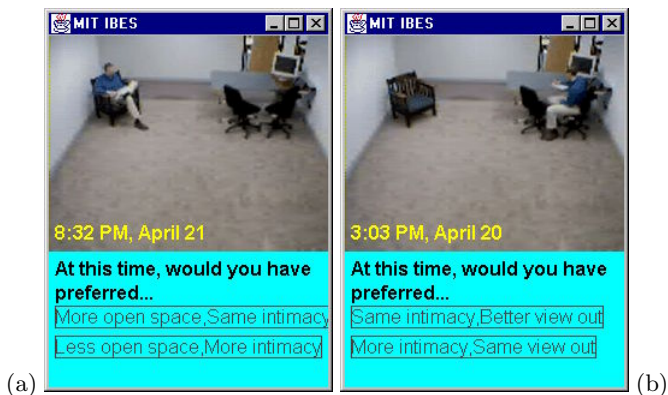 MIT IBES
8:32 PM, April 21
At this time, would you have
preferred...
More open space,Same intimacy
Less open space,More intimacy
(a)
MIT IBES
3:03 PM, April 20
At this time, would you have
preferred...
Same intimacy,Better view out
More intimacy,Same view out
(b)